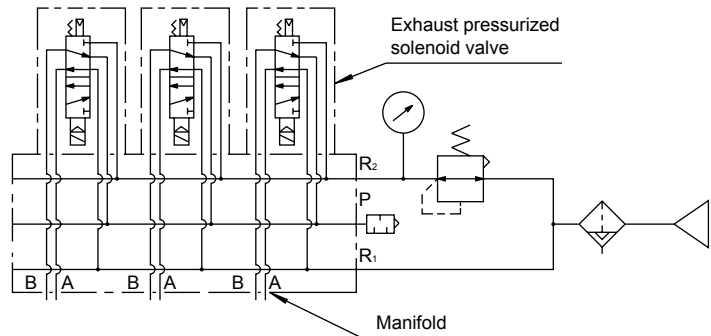 Exhaust pressurized
solenoid valve
R2
P
R1
B A B A B A
Manifold